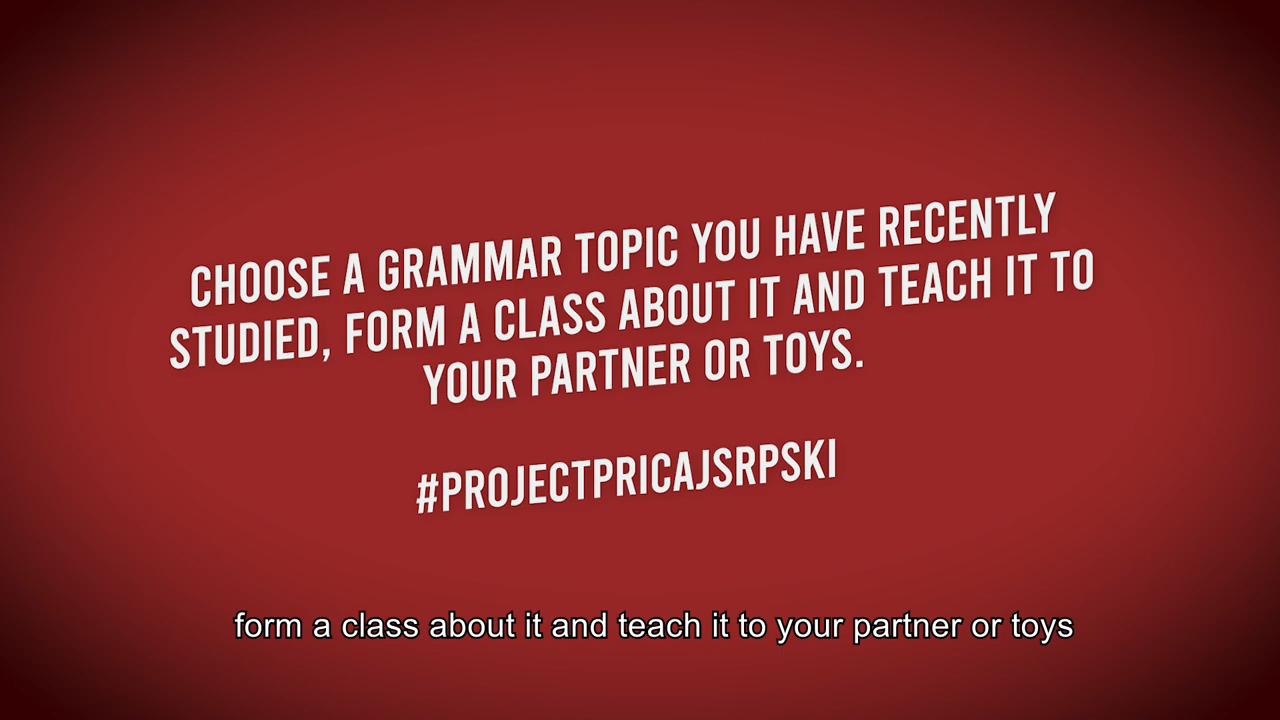 CHOOSE A GRAMMAR TOPIC YOU HAVE RECENTLY
STUDIED, FORM A CLASS ABOUT IT AND TEACH IT TO
YOUR PARTNER OR TOYS.
#PROJECTPRICAJSRPSKI
form a class about it and teach it to your partner or toys